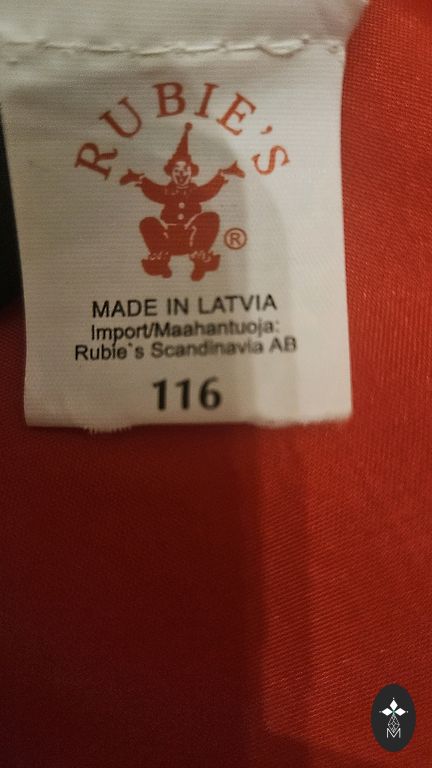 RUBIE'S
®
MADE IN LATVIA
Import/Maahantuoja:
Rubie`s Scandinavia AB
116
M